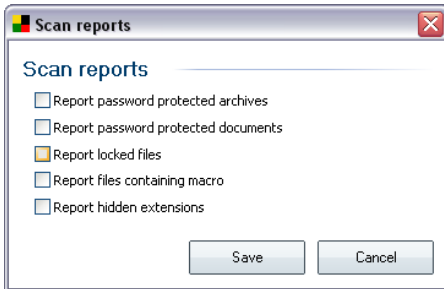 Scan reports
Scan reports
Report password protected archives
Report password protected documents
Report locked files
Report files containing macro
Report hidden extensions
Save
Cancel